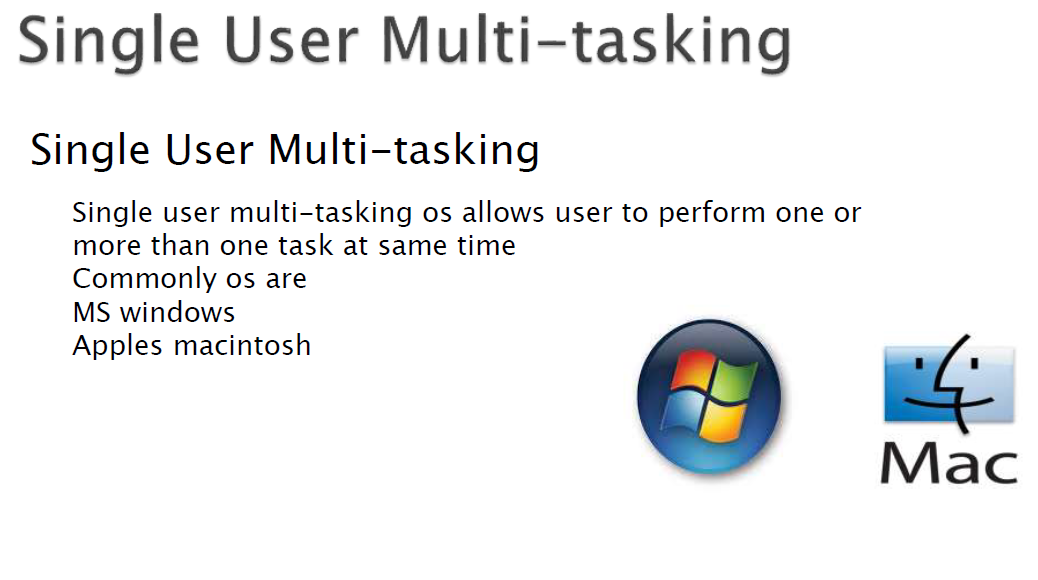 Single User Multi-tasking
Single User Multi-tasking
Single user multi-tasking os allows user to perform one or
more than one task at same time
Commonly os are
MS windows
Apples macintosh
Mac